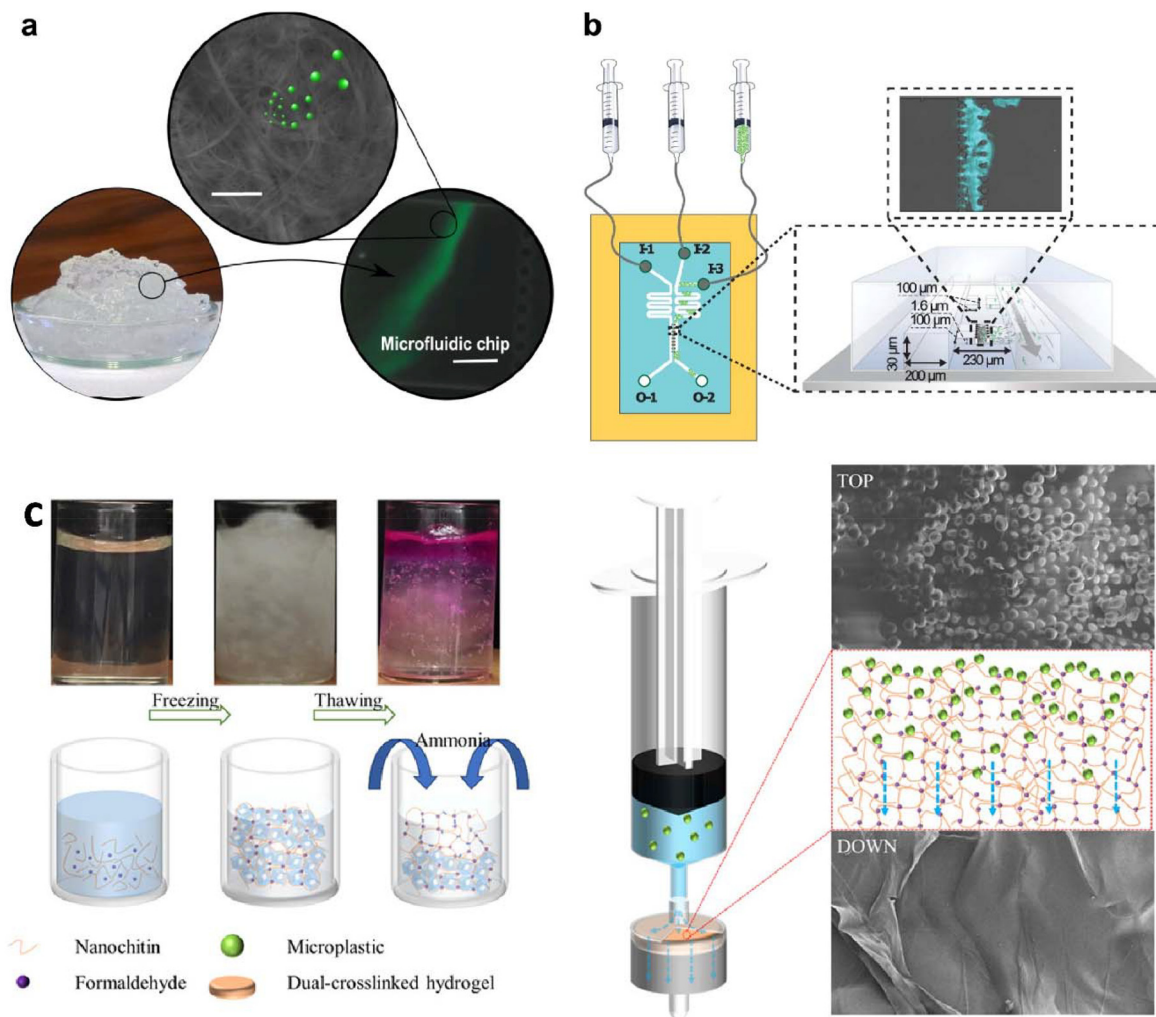 a
Microfluidic chip
b
I-1
I-2
I-3
O-1
O-2
100 µm
1.6 µm
100 µm
30 µm
200 µm
230 µm
c
Freezing
Thawing
Ammonia
Nanochitin
Microplastic
Formaldehyde
Dual-crosslinked hydrogel
TOP
DOWN